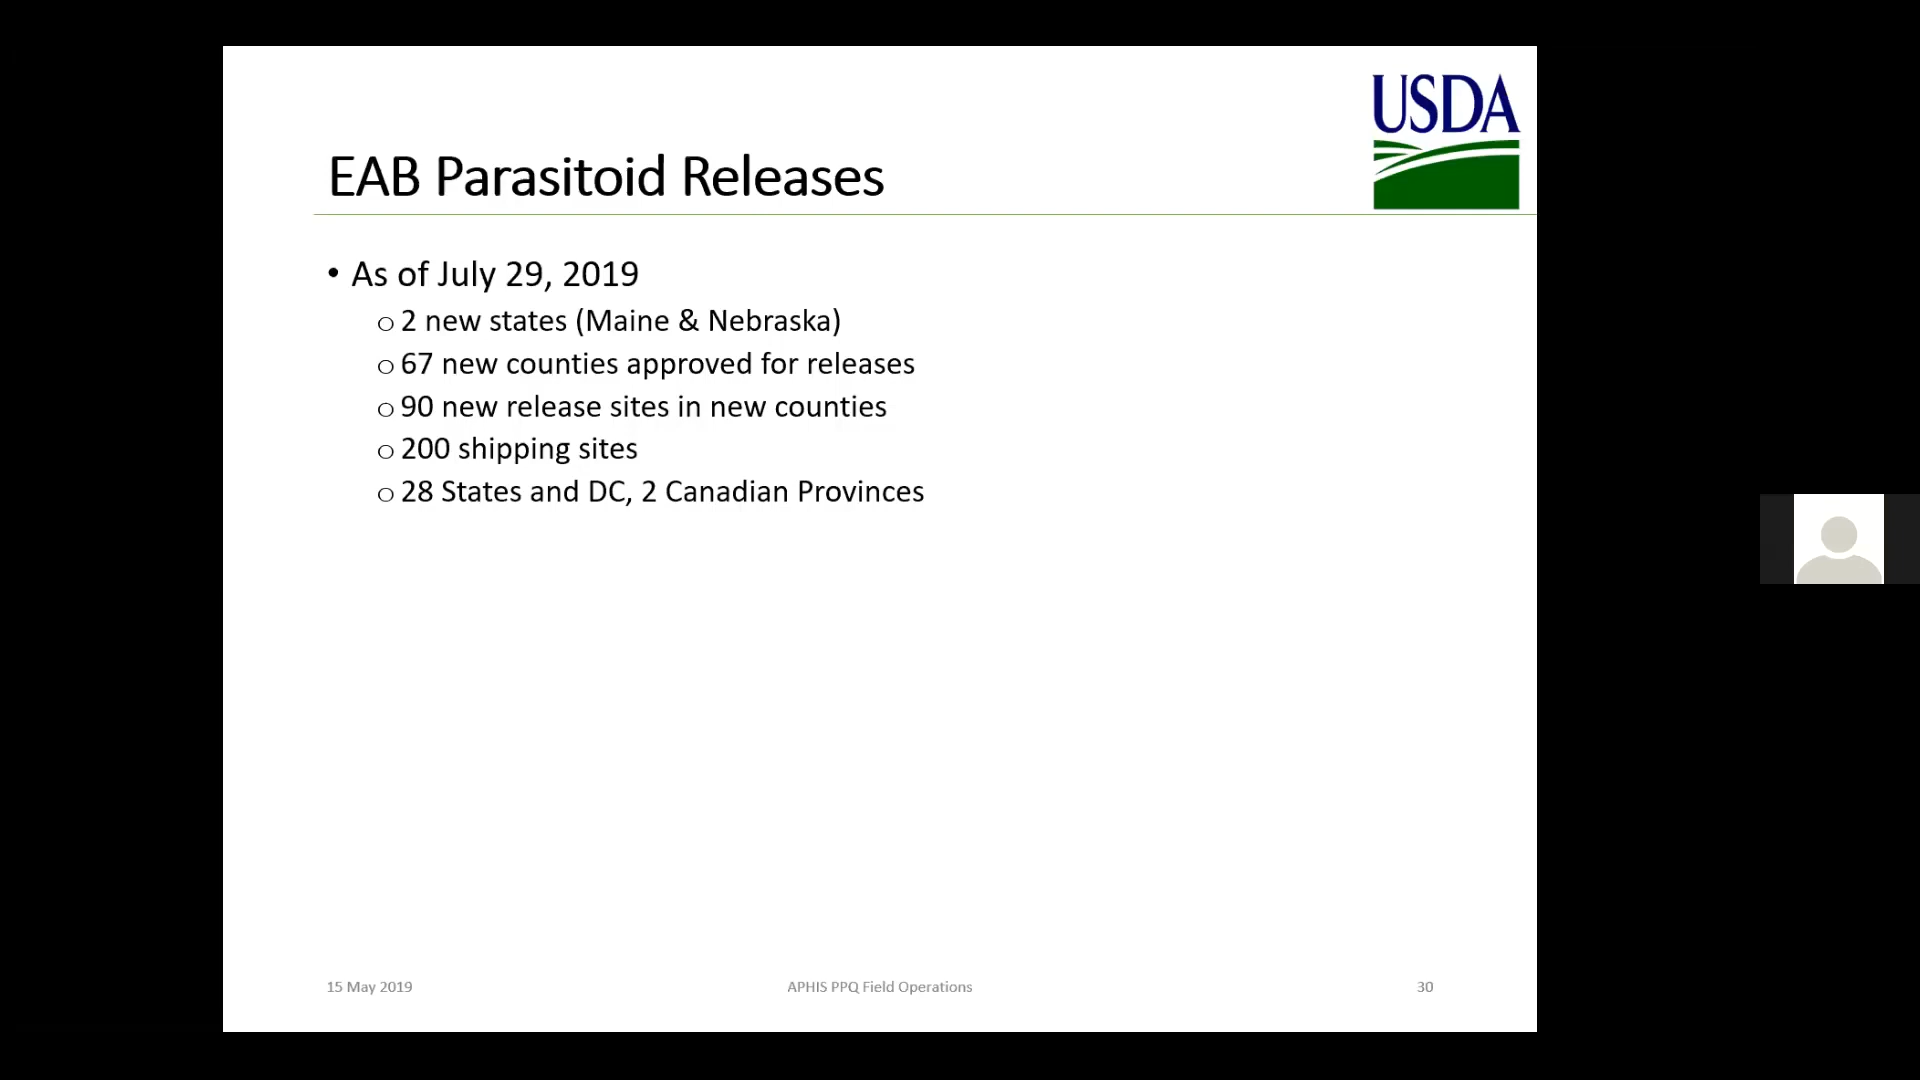 USDA
EAB Parasitoid Releases
• As of July 29, 2019
o 2 new states (Maine & Nebraska)
o 67 new counties approved for releases
o 90 new release sites in new counties
o 200 shipping sites
o 28 States and DC, 2 Canadian Provinces
15 May 2019
APHIS PPQ Field Operations
30